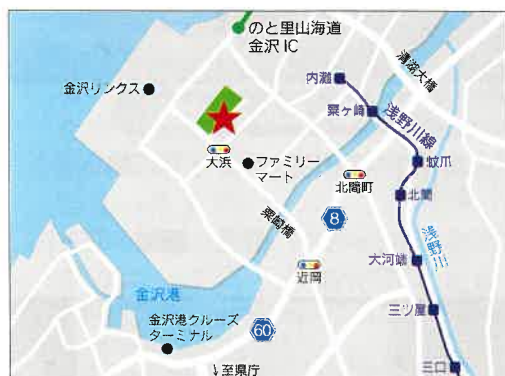 のと里山海道
金沢IC
金沢リンクス
内灘
清湖大橋
粟ヶ崎
浅野川線
大浜
ファミリー
マート
蚊爪
北間町
北間
粟崎橋
8
浅野川
大河端
近岡
金沢港
三ツ屋
金沢港クルーズ
ターミナル
60
三口
↓至県庁